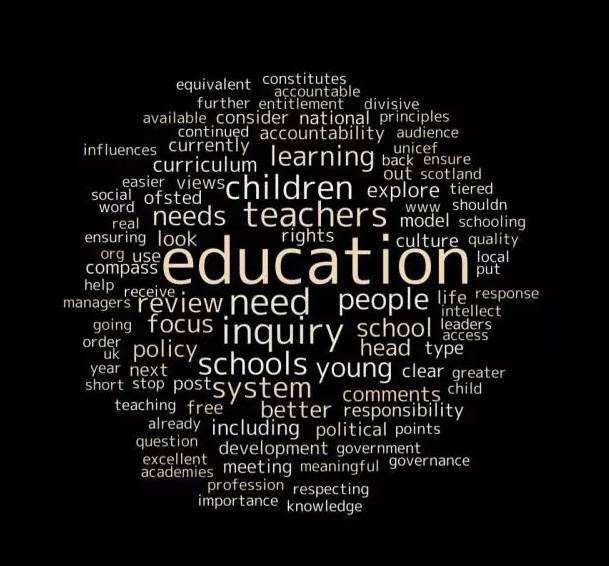 equivalent constitutes
accountable
further entitlement divisive
available consider national principles
continued accountability audience
influences currently unicef
curriculum learning back ensure
easier views children out scotland
social ofsted explore tiered
word needs teachers model www shouldn
real rights schooling
ensuring look culture quality
org use education local
compass put
help receive need people life response
managers review intellect
going focus inquiry school leaders
order policy head type access
uk schools young clear greater
year next system child
short stop post comments
teaching free better responsibility
already including political points
question development government
excellent meeting meaningful governance
academies
profession respecting
importance knowledge